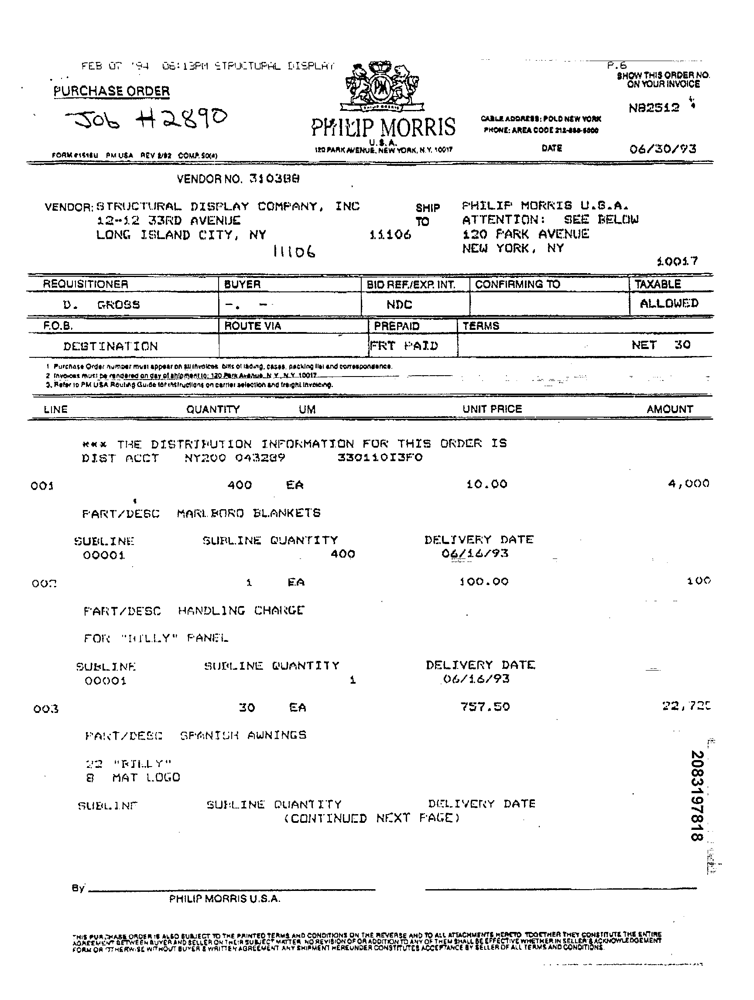 FEB 07 '94 06:13PM STRUCTURAL DISPLAY P.6
SHOW THIS ORDER NO.
ON YOUR INVOICE
PURCHASE ORDER
N82512
Job #2890
PHILIP MORRIS
U.S.A.
120 PARK AVENUE, NEW YORK, N.Y. 10017
CABLE ADDRESS: POLD NEW YORK
PHONE: AREA CODE 212-880-5000
FORM #1518U PM USA REV 2/92 COMP. 50(4)
DATE 06/30/93
VENDOR NO. 310388
VENDOR: STRUCTURAL DISPLAY COMPANY, INC SHIP PHILIP MORRIS U.S.A.
12-12 33RD AVENUE TO ATTENTION: SEE BELOW
LONG ISLAND CITY, NY 11106 120 PARK AVENUE
11106 NEW YORK, NY
10017
REQUISITIONER BUYER BID REF./EXP. INT. CONFIRMING TO TAXABLE
D. GROSS -. - NDC ALLOWED
F.O.B. ROUTE VIA PREPAID TERMS
DESTINATION FRT PAID NET 30
1. Purchase Order number must appear on all invoices, bills of lading, cases, packing list and correspondence.
2. Invoices must be rendered on day of shipment to: 120 Park Avenue, N.Y., N.Y. 10017
3. Refer to PM USA Routing Guide for instructions on carrier selection and freight invoicing.
LINE QUANTITY UM UNIT PRICE AMOUNT
*** THE DISTRIBUTION INFORMATION FOR THIS ORDER IS
DIST ACCT NY200 043289 330110I3F0
001 400 EA 10.00 4,000
PART/DESC MARLBORO BLANKETS
SUBLINE SUBLINE QUANTITY DELIVERY DATE
00001 400 06/16/93
002 1 EA 100.00 100
PART/DESC HANDLING CHARGE
FOR "BILLY" PANEL
SUBLINE SUBLINE QUANTITY DELIVERY DATE
00001 1 06/16/93
003 30 EA 757.50 22,725
PART/DESC SPANISH AWNINGS
22 "BILLY"
8 MAT LOGO
SUBLINE SUBLINE QUANTITY DELIVERY DATE
(CONTINUED NEXT PAGE)
2083197818
By
PHILIP MORRIS U.S.A.
THIS PURCHASE ORDER IS ALSO SUBJECT TO THE PRINTED TERMS AND CONDITIONS ON THE REVERSE AND TO ALL ATTACHMENTS HERETO TOGETHER THEY CONSTITUTE THE ENTIRE
AGREEMENT BETWEEN BUYER AND SELLER ON THEIR SUBJECT MATTER. NO REVISION OF OR ADDITION TO ANY OF THEM SHALL BE EFFECTIVE WHETHER IN SELLER'S ACKNOWLEDGEMENT
FORM OR OTHERWISE WITHOUT BUYER'S WRITTEN AGREEMENT ANY SHIPMENT HEREUNDER CONSTITUTES ACCEPTANCE BY SELLER OF ALL TERMS AND CONDITIONS.